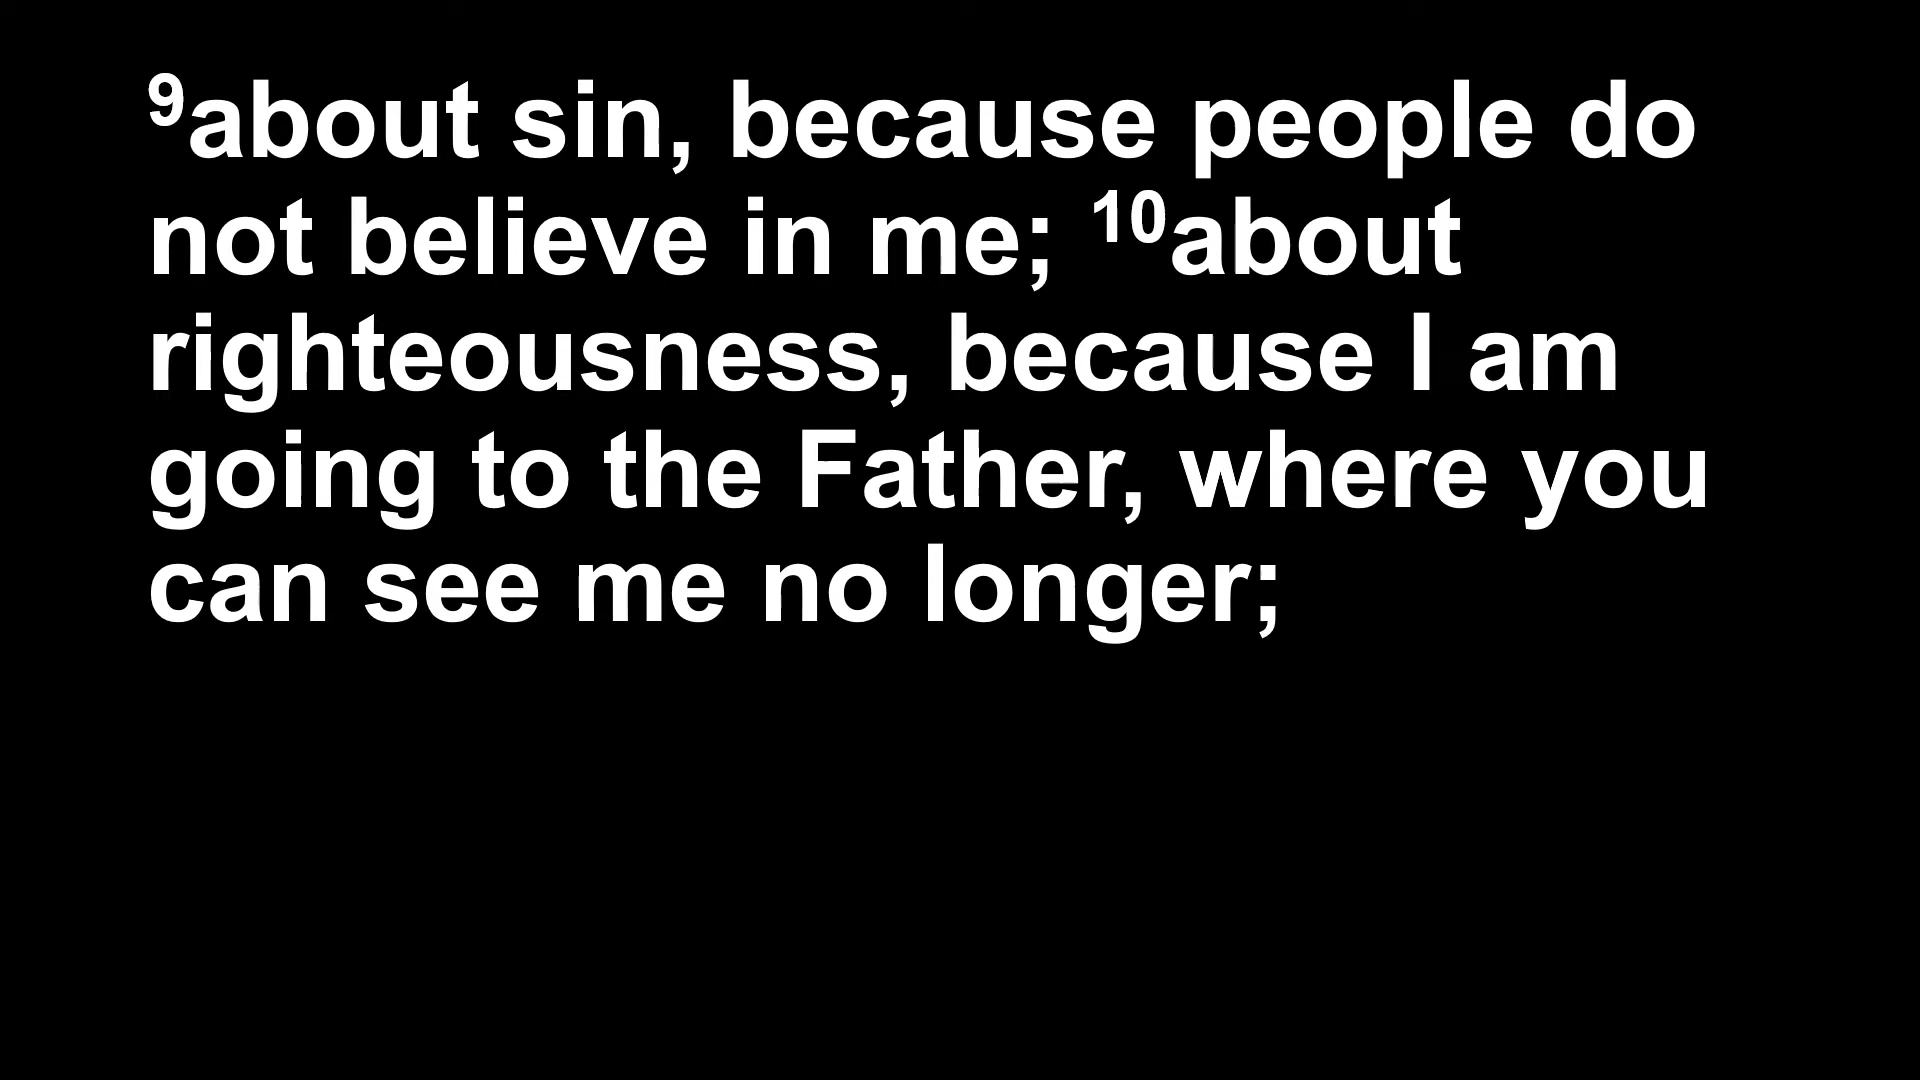 ⁹about sin, because people do
not believe in me; ¹⁰about
righteousness, because I am
going to the Father, where you
can see me no longer;